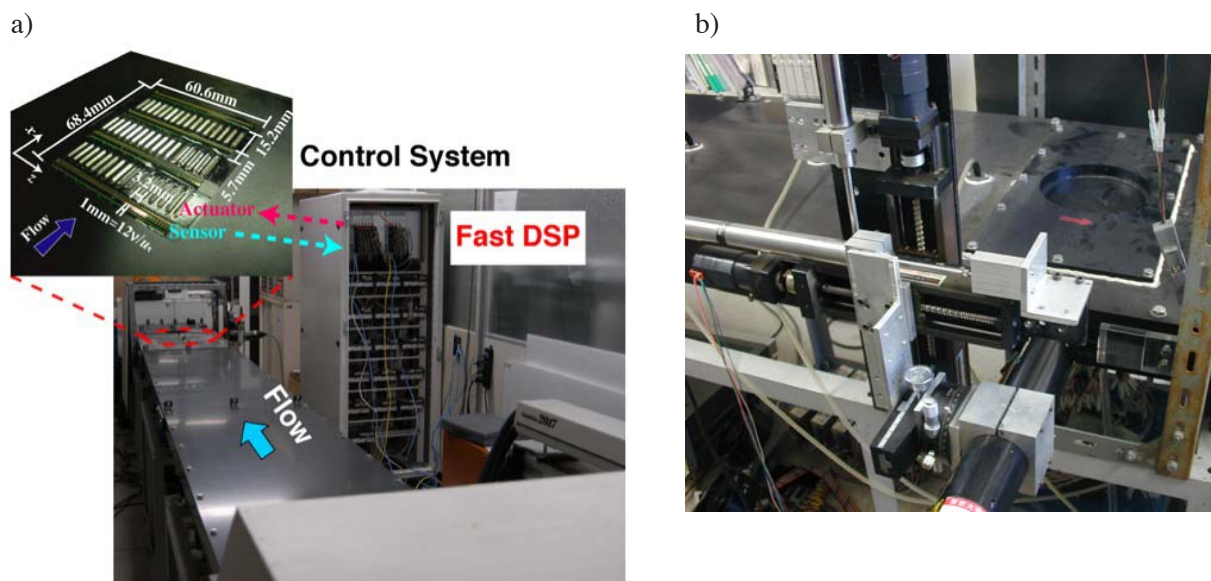 a)
b)
60.6mm
68.4mm
15.2mm
5.7mm
3.2mm
1mm=12ν/uτ
x
z
Flow
Actuator
Sensor
Control System
Fast DSP
Flow